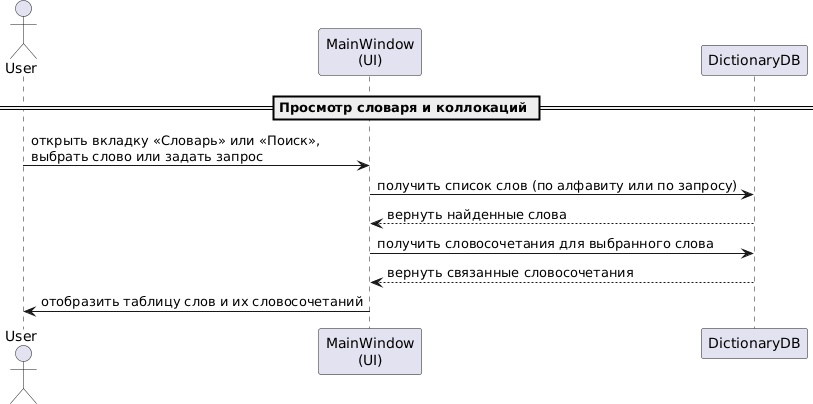 User
MainWindow
(UI)
DictionaryDB
Просмотр словаря и коллокаций
открыть вкладку «Словарь» или «Поиск»,
выбрать слово или задать запрос
получить список слов (по алфавиту или по запросу)
вернуть найденные слова
получить словосочетания для выбранного слова
вернуть связанные словосочетания
отобразить таблицу слов и их словосочетаний
User
MainWindow
(UI)
DictionaryDB